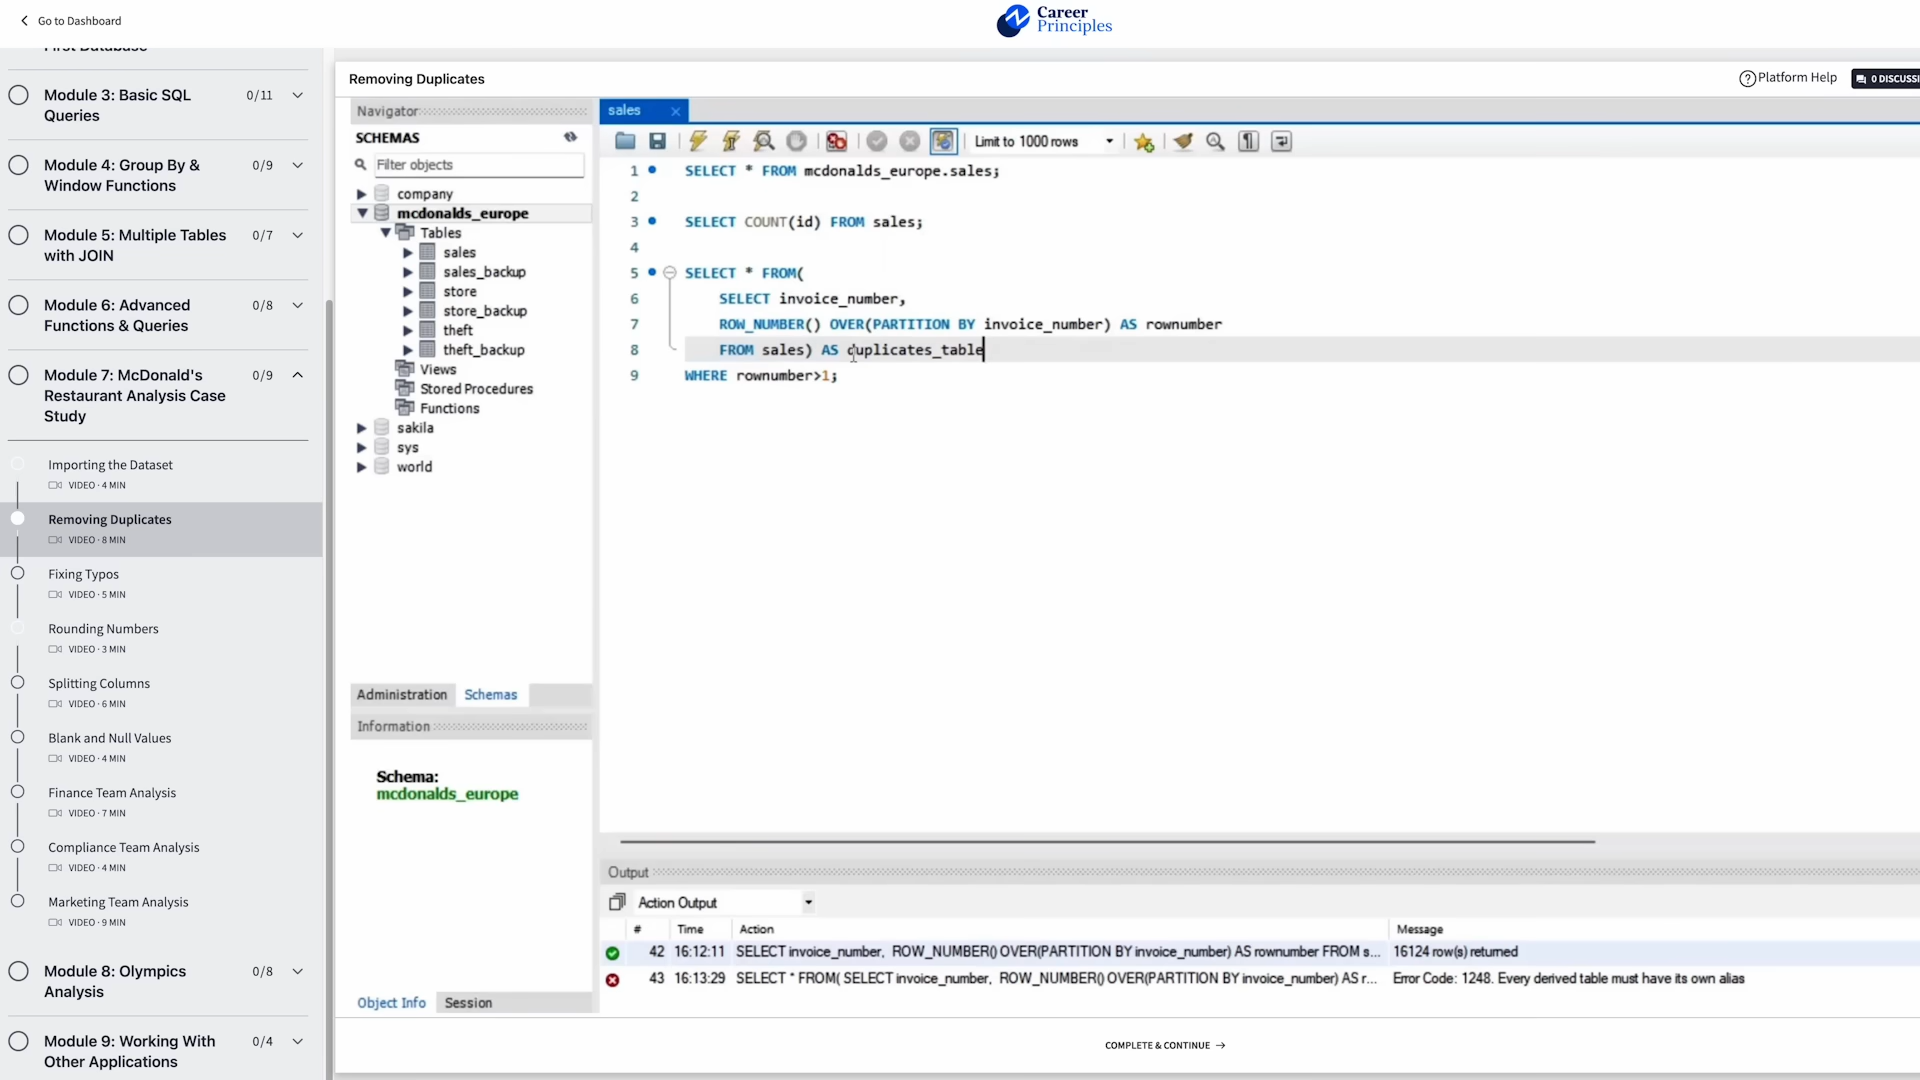 Go to Dashboard
Career
Principles
First Database
Module 3: Basic SQL
Queries
0/11
Module 4: Group By &
Window Functions
0/9
Module 5: Multiple Tables
with JOIN
0/7
Module 6: Advanced
Functions & Queries
0/8
Module 7: McDonald's
Restaurant Analysis Case
Study
0/9
Importing the Dataset
VIDEO · 4 MIN
Removing Duplicates
VIDEO · 8 MIN
Fixing Typos
VIDEO · 5 MIN
Rounding Numbers
VIDEO · 3 MIN
Splitting Columns
VIDEO · 6 MIN
Blank and Null Values
VIDEO · 4 MIN
Finance Team Analysis
VIDEO · 7 MIN
Compliance Team Analysis
VIDEO · 4 MIN
Marketing Team Analysis
VIDEO · 9 MIN
Module 8: Olympics
Analysis
0/8
Module 9: Working With
Other Applications
0/4
Removing Duplicates
Platform Help
0 DISCUSSI
Navigator
SCHEMAS
Filter objects
company
mcdonalds_europe
Tables
sales
sales_backup
store
store_backup
theft
theft_backup
Views
Stored Procedures
Functions
sakila
sys
world
Administration Schemas
Information
Schema:
mcdonalds_europe
Object Info Session
sales
Limit to 1000 rows
1 SELECT * FROM mcdonalds_europe.sales;
2
3 SELECT COUNT(id) FROM sales;
4
5 SELECT * FROM(
6 SELECT invoice_number,
7 ROW_NUMBER() OVER(PARTITION BY invoice_number) AS rownumber
8 FROM sales) AS duplicates_table
9 WHERE rownumber>1;
Output
Action Output
# Time Action Message
42 16:12:11 SELECT invoice_number, ROW_NUMBER() OVER(PARTITION BY invoice_number) AS rownumber FROM s... 16124 row(s) returned
43 16:13:29 SELECT * FROM( SELECT invoice_number, ROW_NUMBER() OVER(PARTITION BY invoice_number) AS r... Error Code: 1248. Every derived table must have its own alias
COMPLETE & CONTINUE →